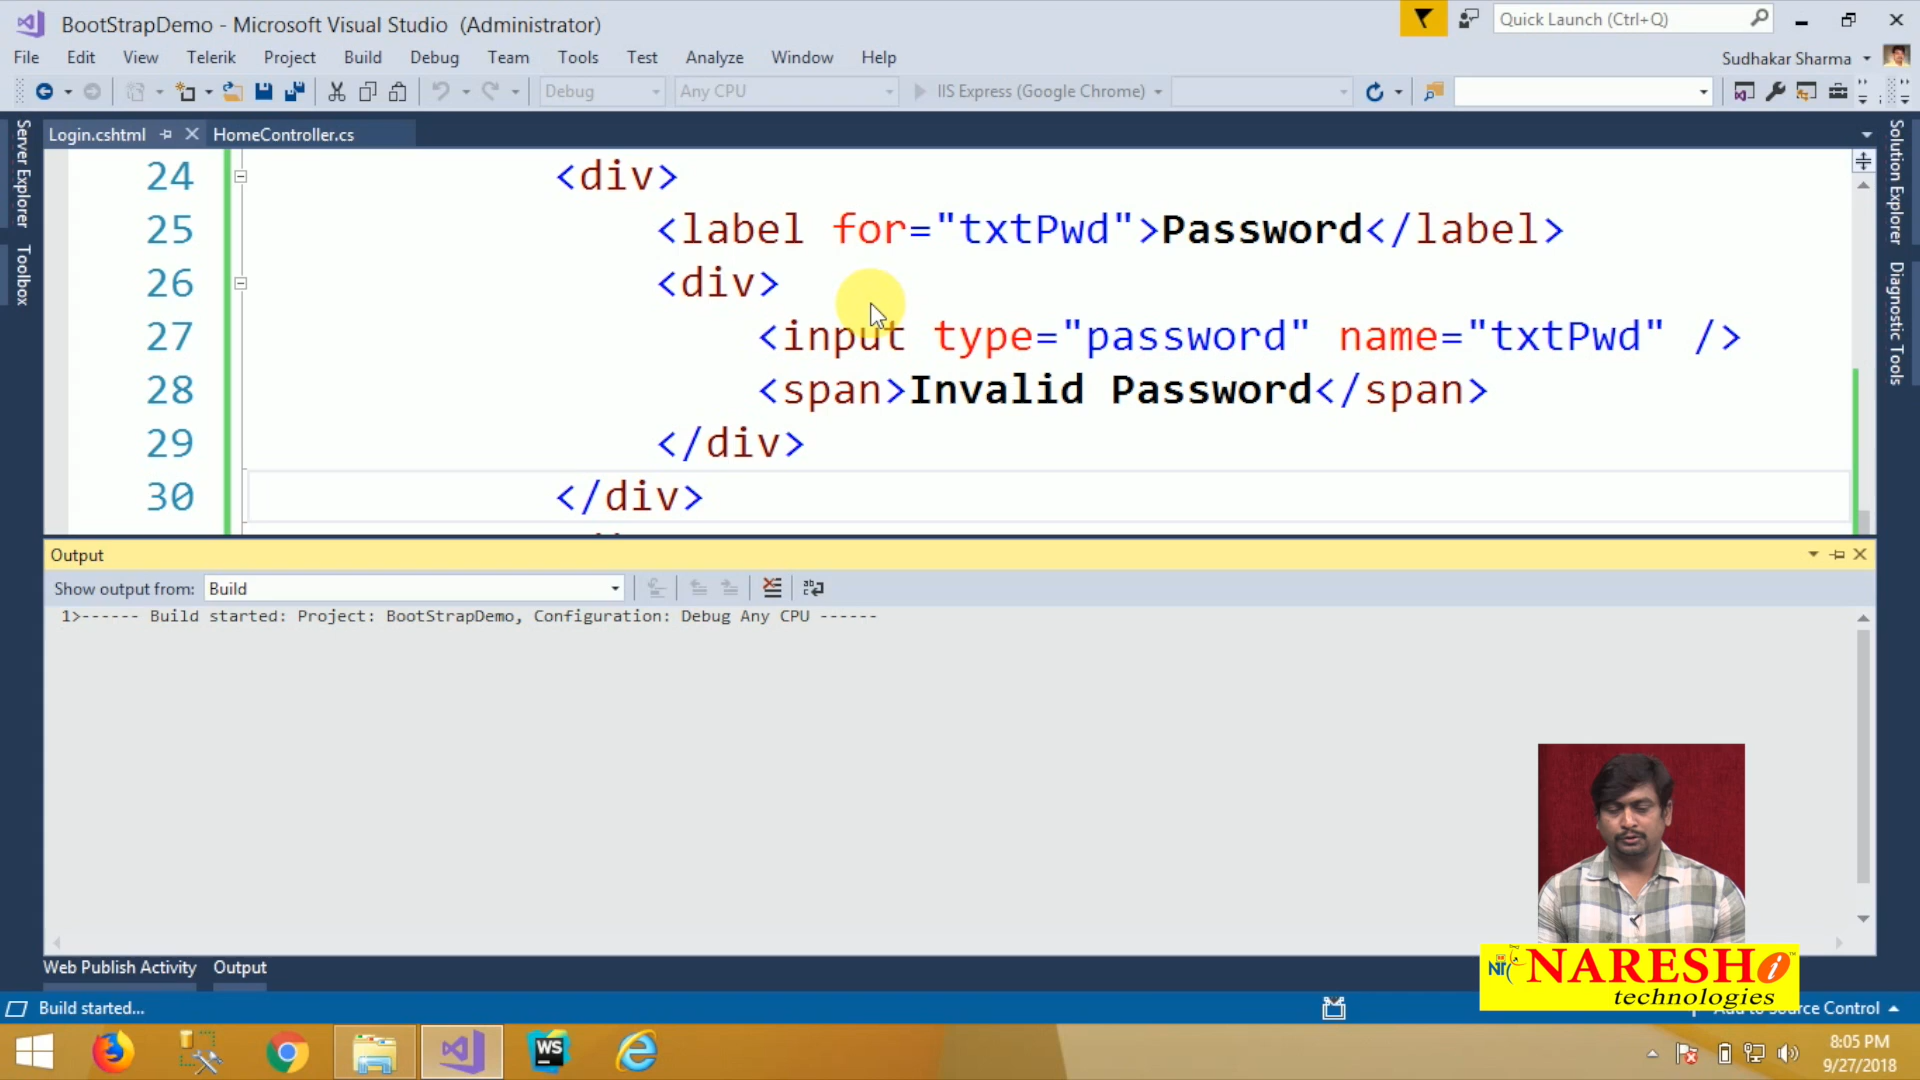 BootStrapDemo - Microsoft Visual Studio (Administrator)
Quick Launch (Ctrl+Q)
File Edit View Telerik Project Build Debug Team Tools Test Analyze Window Help
Sudhakar Sharma
Debug Any CPU IIS Express (Google Chrome)
Server Explorer
Toolbox
Solution Explorer
Diagnostic Tools
Login.cshtml HomeController.cs
24 <div>
25 <label for="txtPwd">Password</label>
26 <div>
27 <input type="password" name="txtPwd" />
28 <span>Invalid Password</span>
29 </div>
30 </div>
Output
Show output from: Build
1>------ Build started: Project: BootStrapDemo, Configuration: Debug Any CPU ------
Web Publish Activity Output
NARESH i
technologies
Build started...
Source Control
WS
8:05 PM
9/27/2018